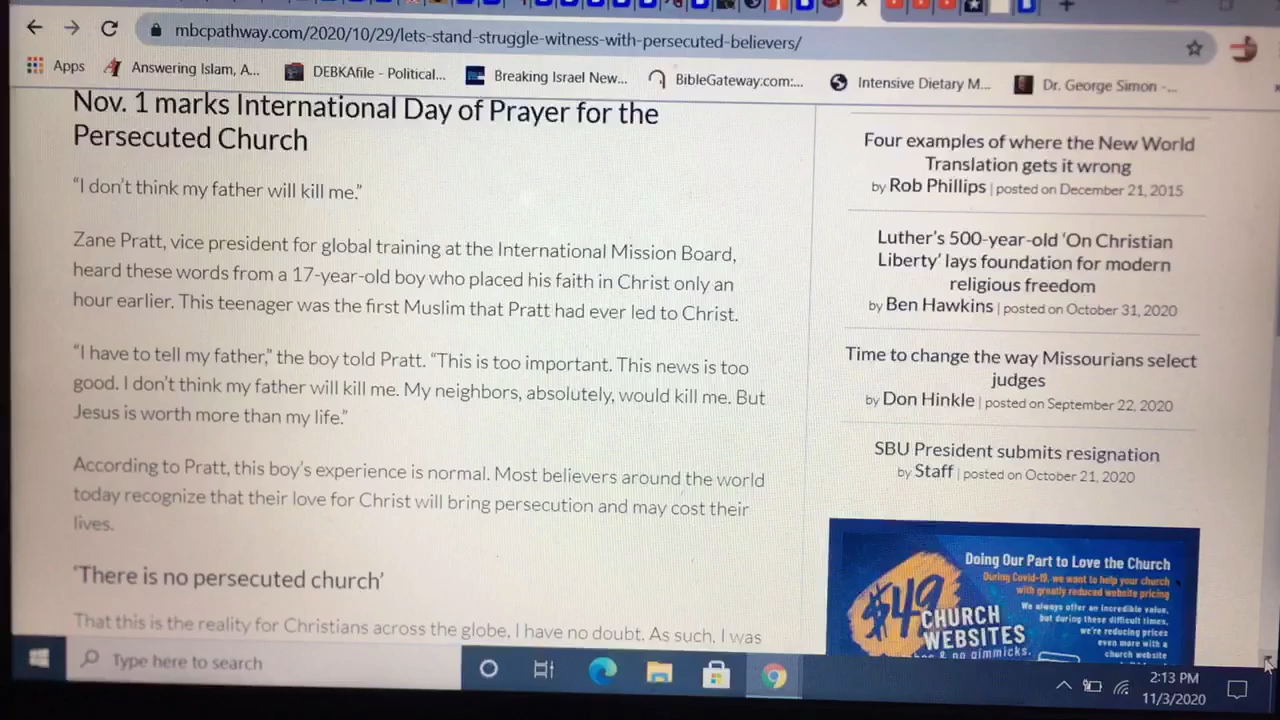 mbcpathway.com/2020/10/29/lets-stand-struggle-witness-with-persecuted-believers/
Apps
Answering Islam, A...
DEBKAfile - Political...
Breaking Israel New...
BibleGateway.com:...
Intensive Dietary M...
Dr. George Simon -...
Nov. 1 marks International Day of Prayer for the
Persecuted Church
“I don’t think my father will kill me.”
Zane Pratt, vice president for global training at the International Mission Board,
heard these words from a 17-year-old boy who placed his faith in Christ only an
hour earlier. This teenager was the first Muslim that Pratt had ever led to Christ.
“I have to tell my father,” the boy told Pratt. “This is too important. This news is too
good. I don’t think my father will kill me. My neighbors, absolutely, would kill me. But
Jesus is worth more than my life.”
According to Pratt, this boy’s experience is normal. Most believers around the world
today recognize that their love for Christ will bring persecution and may cost their
lives.
‘There is no persecuted church’
That this is the reality for Christians across the globe, I have no doubt. As such, I was
Four examples of where the New World
Translation gets it wrong
by Rob Phillips | posted on December 21, 2015
Luther’s 500-year-old ‘On Christian
Liberty’ lays foundation for modern
religious freedom
by Ben Hawkins | posted on October 31, 2020
Time to change the way Missourians select
judges
by Don Hinkle | posted on September 22, 2020
SBU President submits resignation
by Staff | posted on October 21, 2020
Doing Our Part to Love the Church
During Covid-19, we want to help your church
with greatly reduced website pricing
$49
CHURCH
WEBSITES
& no gimmicks.
We always offer an incredible value,
but during these difficult times,
we're reducing prices
even more with a
church website
Type here to search
2:13 PM
11/3/2020